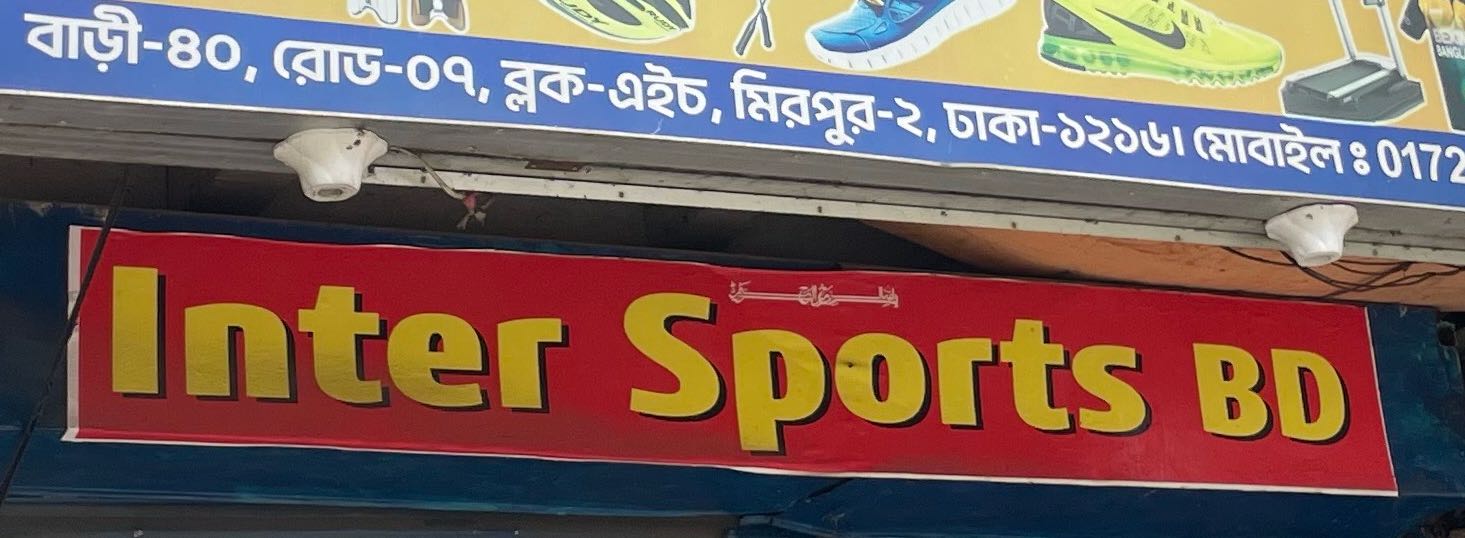 বাড়ী-৪০, রোড-০৭, ব্লক-এইচ, মিরপুর-২, ঢাকা-১২১৬। মোবাইল ঃ 0172
Inter Sports BD